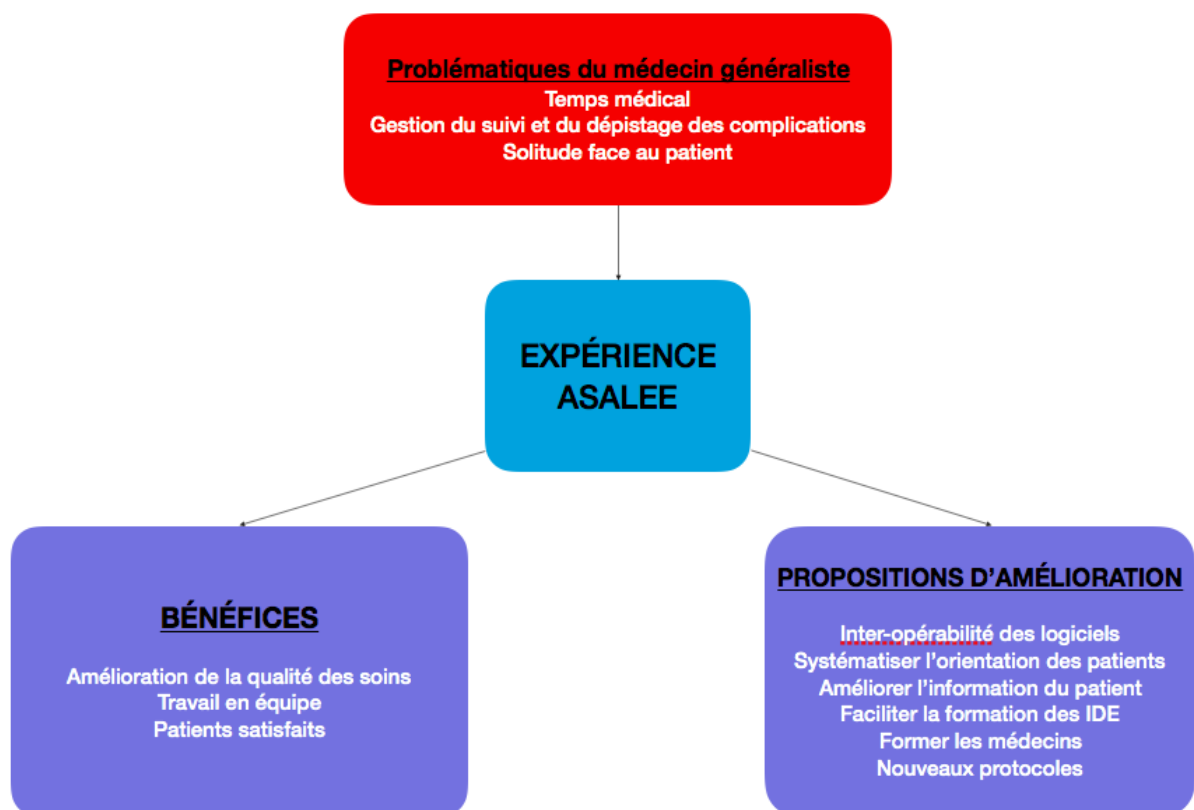 Problématiques du médecin généraliste
Temps médical
Gestion du suivi et du dépistage des complications
Solitude face au patient
EXPÉRIENCE
ASALEE
BÉNÉFICES
Amélioration de la qualité des soins
Travail en équipe
Patients satisfaits
PROPOSITIONS D'AMÉLIORATION
Inter-opérabilité des logiciels
Systématiser l'orientation des patients
Améliorer l'information du patient
Faciliter la formation des IDE
Former les médecins
Nouveaux protocoles